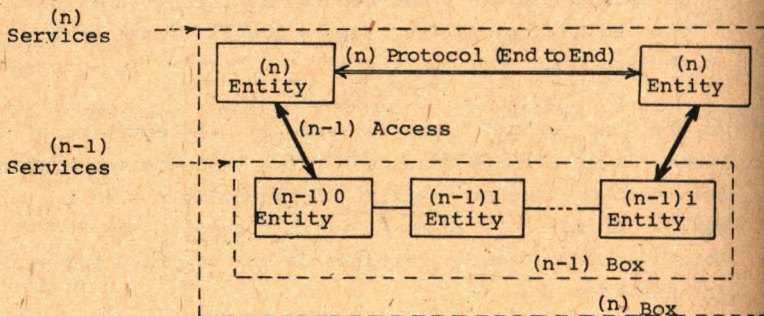 (n)
Services
(n) Protocol (End to End)
(n)
Entity
(n)
Entity
(n-1) Access
(n-1)
Services
(n-1)0
Entity
(n-1)1
Entity
(n-1)i
Entity
(n-1) Box
(n) Box